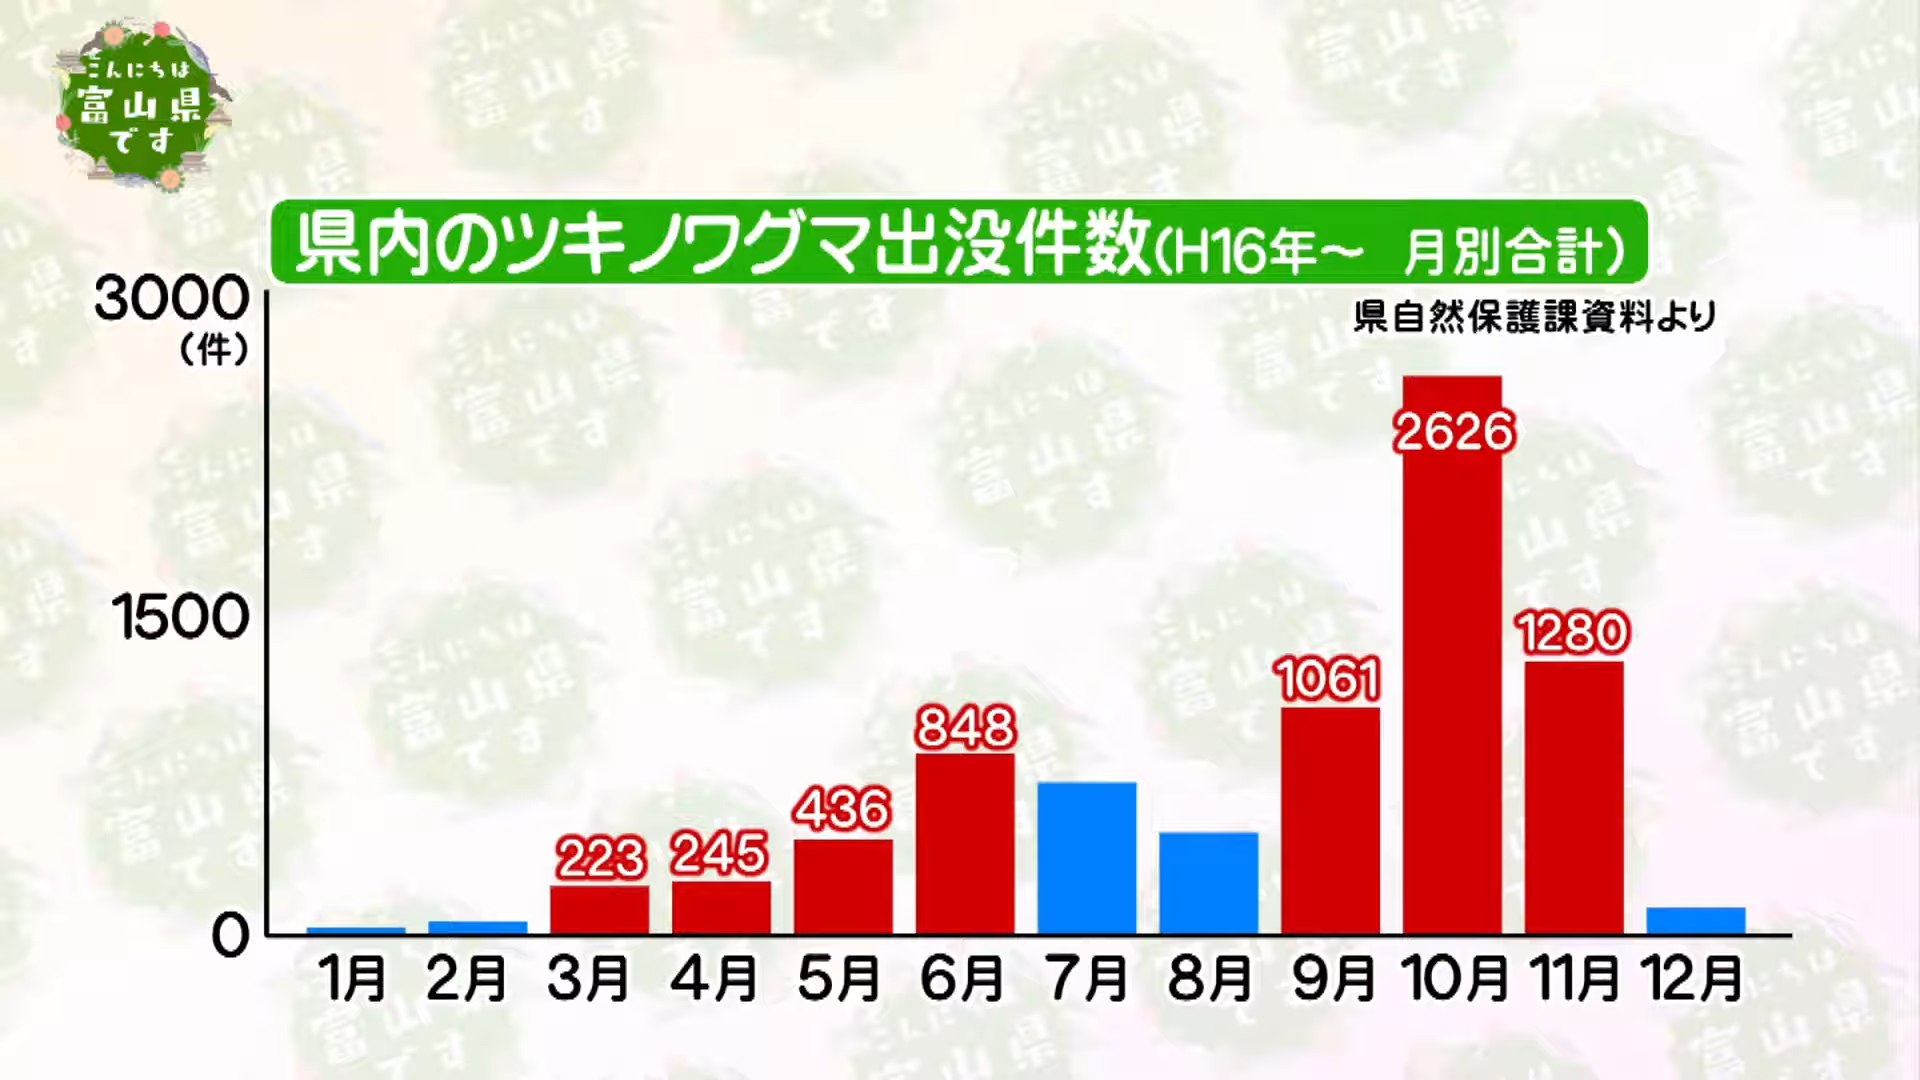 こんにちは
富山県
です
県内のツキノワグマ出没件数(H16年～ 月別合計)
県自然保護課資料より
3000
(件)
1500
0
223
245
436
848
1061
2626
1280
1月 2月 3月 4月 5月 6月 7月 8月 9月 10月 11月 12月